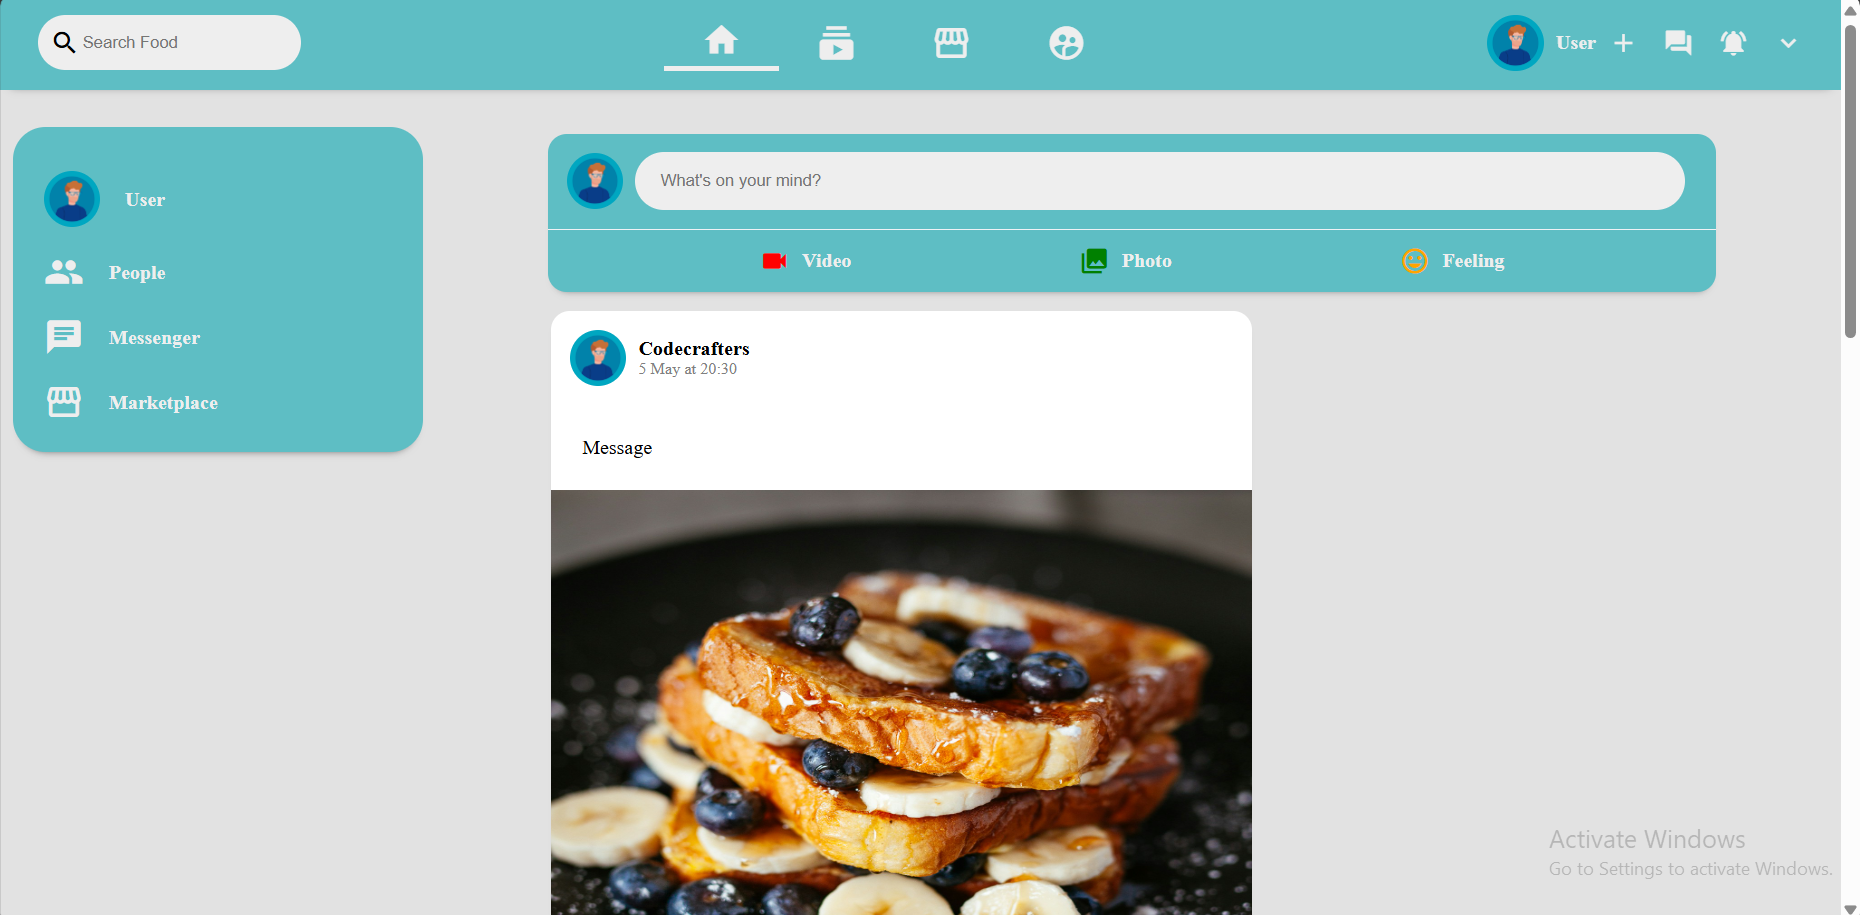 Search Food
User
User
People
Messenger
Marketplace
What's on your mind?
Video
Photo
Feeling
Codecrafters
5 May at 20:30
Message
Activate Windows
Go to Settings to activate Windows.